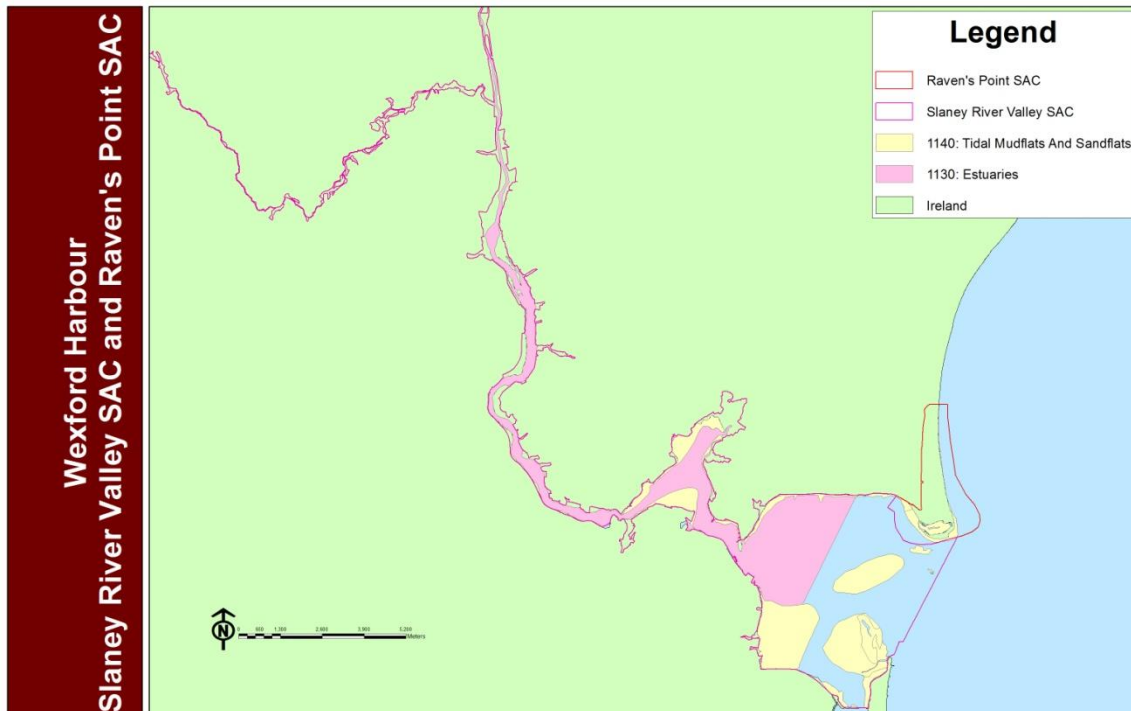 Wexford Harbour
Slaney River Valley SAC and Raven's Point SAC
Legend
Raven's Point SAC
Slaney River Valley SAC
1140: Tidal Mudflats And Sandflats
1130: Estuaries
Ireland
N
Meters